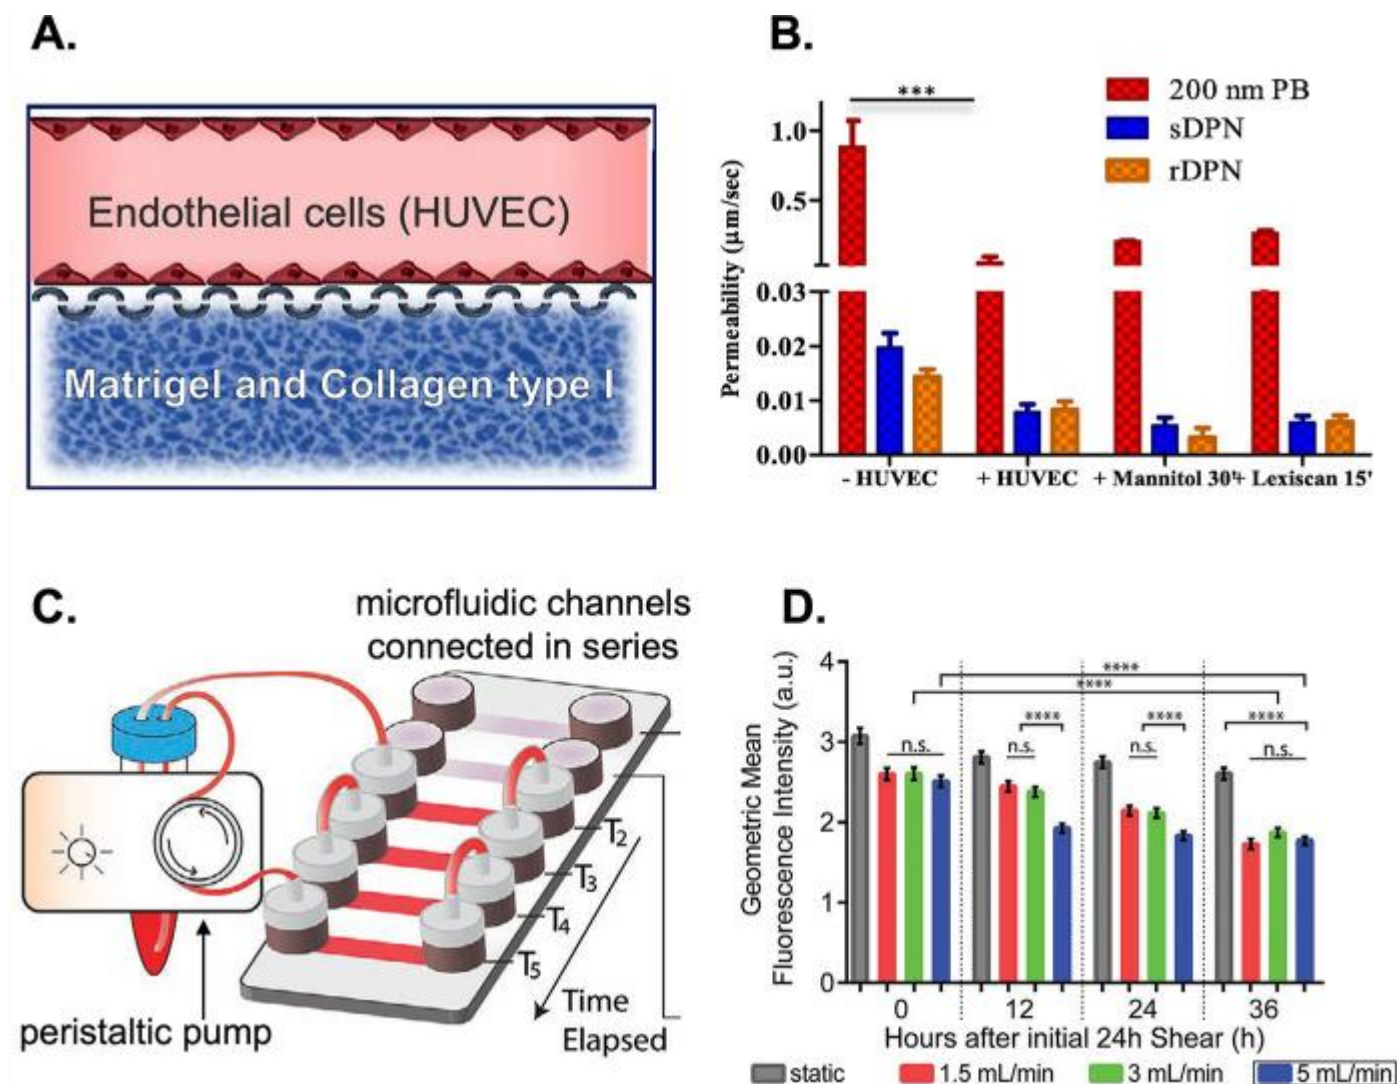 A.
Endothelial cells (HUVEC)
Matrigel and Collagen type I
B.
***
200 nm PB
sDPN
rDPN
Permeability (µm/sec)
1.0
0.5
0.03
0.02
0.01
0.00
- HUVEC
+ HUVEC
+ Mannitol 30'
+ Lexiscan 15'
C.
microfluidic channels
connected in series
T2
T3
T4
T5
Time
Elapsed
peristaltic pump
D.
Geometric Mean
Fluorescence Intensity (a.u.)
4
3
2
1
0
****
****
n.s.
n.s.
****
n.s.
****
****
n.s.
0
12
24
36
Hours after initial 24h Shear (h)
static
1.5 mL/min
3 mL/min
5 mL/min